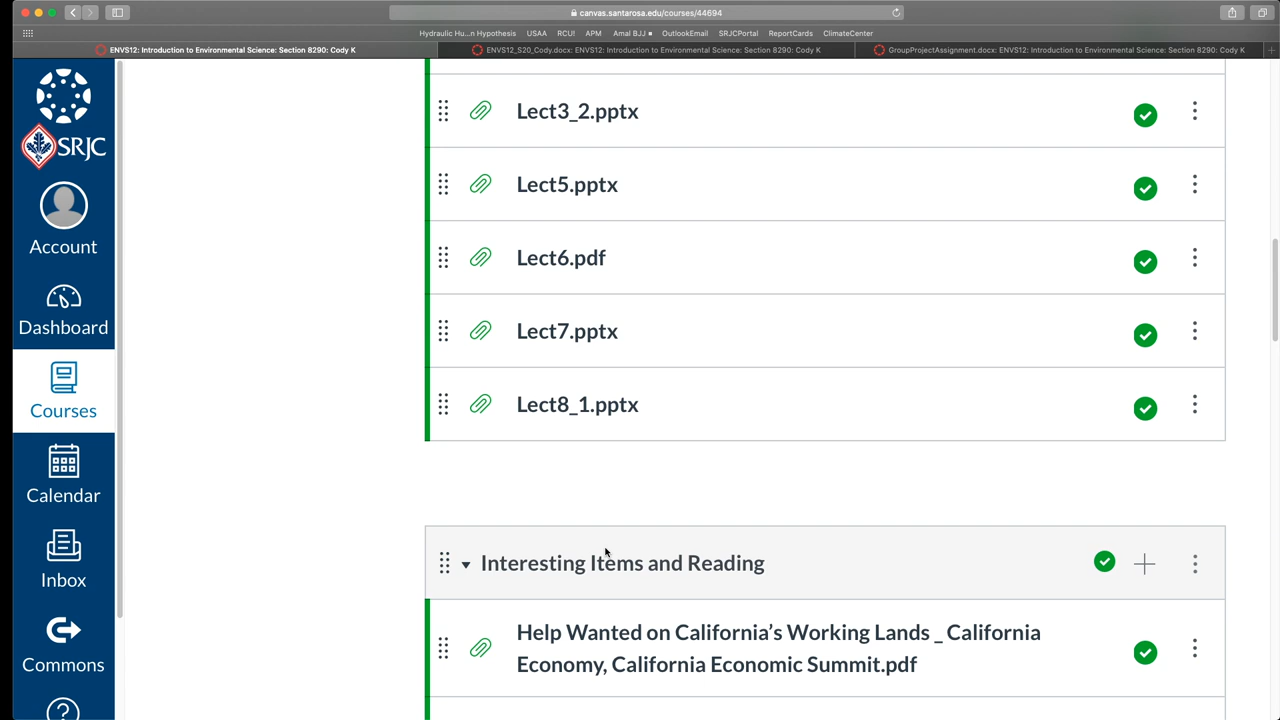 canvas.santarosa.edu/courses/44694
Hydraulic Hu...n Hypothesis USAA RCU! APM Amal BJJ OutlookEmail SRJCPortal ReportCards ClimateCenter
ENVS12: Introduction to Environmental Science: Section 8290: Cody K
ENVS12_S20_Cody.docx: ENVS12: Introduction to Environmental Science: Section 8290: Cody K
GroupProjectAssignment.docx: ENVS12: Introduction to Environmental Science: Section 8290: Cody K
SRJC
Account
Dashboard
Courses
Calendar
Inbox
Commons
Lect3_2.pptx
Lect5.pptx
Lect6.pdf
Lect7.pptx
Lect8_1.pptx
Interesting Items and Reading
Help Wanted on California’s Working Lands _ California
Economy, California Economic Summit.pdf